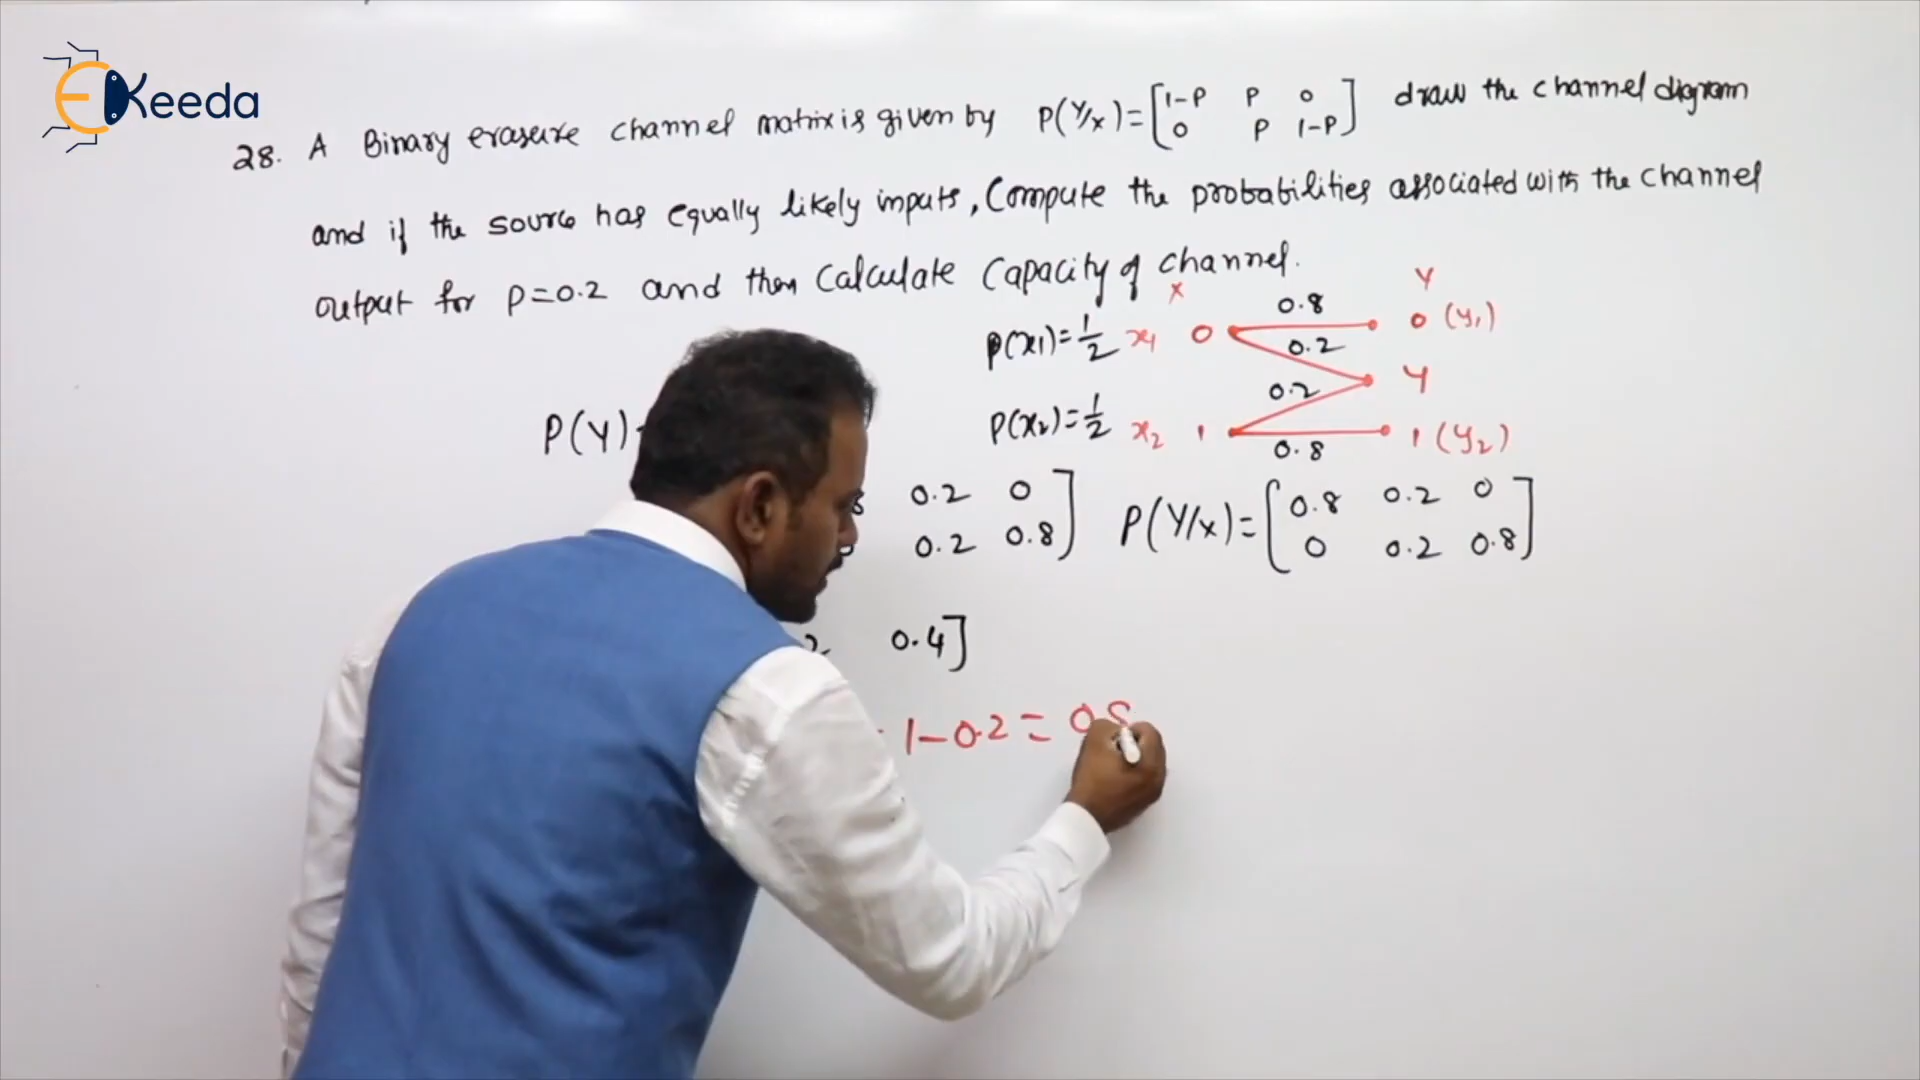 EKeeda
28. A Binary erasure channel matrix is given by P(Y/x)= [1-P P 0
0 P 1-P] draw the channel digram
and if the source has equally likely inputs, Compute the probabilities associated with the channel
output for p=0.2 and then Calculate Capacity of channel.
X Y
P(x1)=1/2 x1 0 0.8 0 (y1)
0.2
0.2 y
P(x2)=1/2 x2 1 0.8 1 (y2)
P(Y)
0.2 0
0.2 0.8]
P(Y/x)= [0.8 0.2 0
0 0.2 0.8]
0.4]
1-0.2=0.8